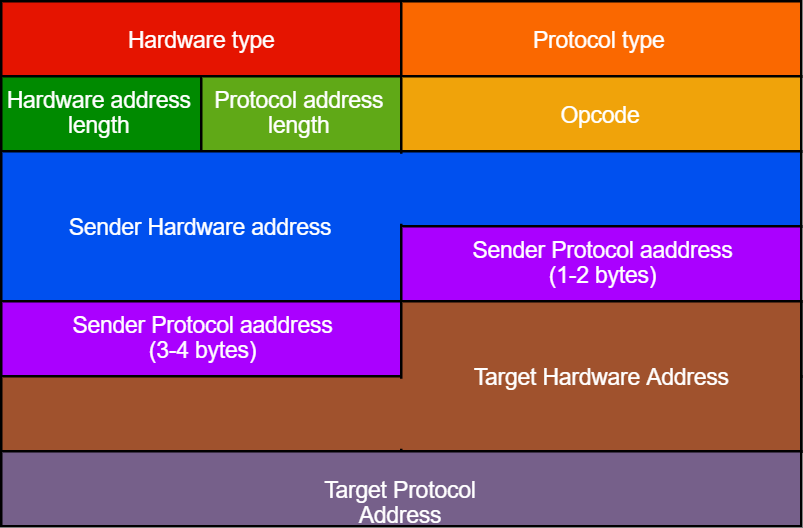 Hardware type
Protocol type
Hardware address
length
Protocol address
length
Opcode
Sender Hardware address
Sender Protocol aaddress
(1-2 bytes)
Sender Protocol aaddress
(3-4 bytes)
Target Hardware Address
Target Protocol
Address